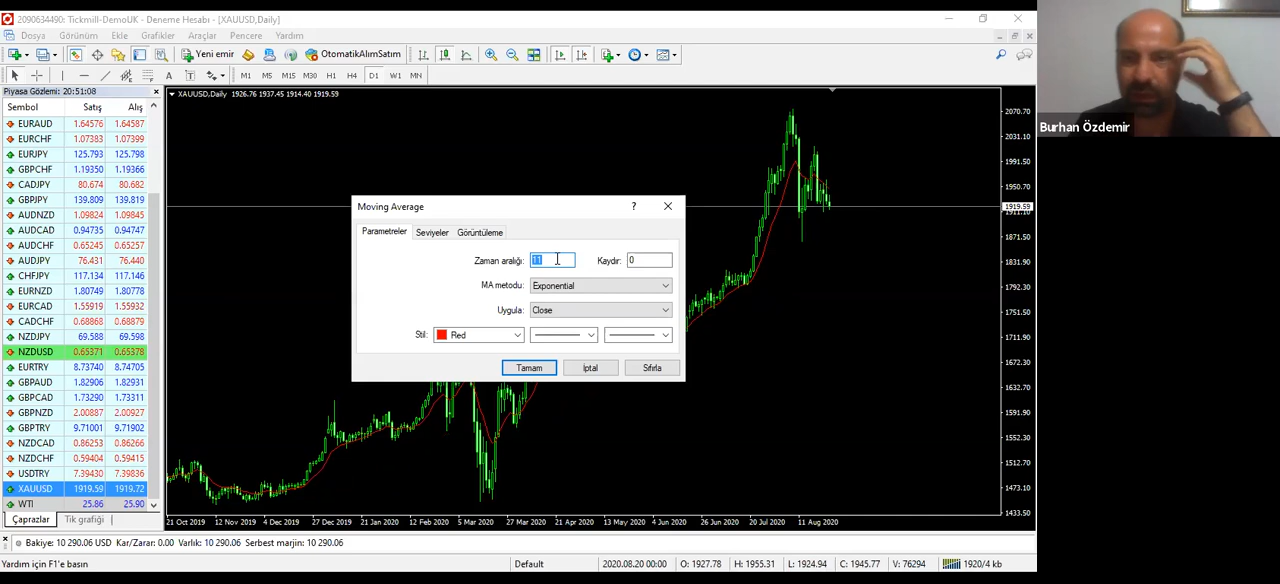 2090634490: Tickmill-DemoUK - Deneme Hesabı - [XAUUSD,Daily]
Dosya Görünüm Ekle Grafikler Araçlar Pencere Yardım
Yeni emir OtomatikAlımSatım
A T M1 M5 M15 M30 H1 H4 D1 W1 MN
Piyasa Gözlemi: 20:51:08
Sembol Satış Alış
EURAUD 1.64576 1.64587
EURCHF 1.07383 1.07399
EURJPY 125.793 125.798
GBPCHF 1.19350 1.19366
CADJPY 80.674 80.682
GBPJPY 139.809 139.819
AUDNZD 1.09824 1.09845
AUDCAD 0.94735 0.94747
AUDCHF 0.65245 0.65257
AUDJPY 76.431 76.440
CHFJPY 117.134 117.146
EURNZD 1.80749 1.80778
EURCAD 1.55919 1.55932
CADCHF 0.68868 0.68879
NZDJPY 69.588 69.598
NZDUSD 0.65371 0.65378
EURTRY 8.73740 8.74705
GBPAUD 1.82906 1.82931
GBPCAD 1.73290 1.73311
GBPNZD 2.00887 2.00927
GBPTRY 9.71001 9.71902
NZDCAD 0.86253 0.86266
NZDCHF 0.59404 0.59415
USDTRY 7.39430 7.39836
XAUUSD 1919.59 1919.72
WTI 25.86 25.90
Çaprazlar Tik grafiği
XAUUSD,Daily 1926.76 1937.45 1914.40 1919.59
Moving Average ?
Parametreler Seviyeler Görüntüleme
Zaman aralığı: 11 Kaydır: 0
MA metodu: Exponential
Uygula: Close
Stil: Red
Tamam İptal Sıfırla
2070.70
2031.10
1991.50
1950.70
1919.59
1911.10
1871.50
1831.90
1792.30
1751.50
1711.90
1672.30
1632.70
1591.90
1552.30
1512.70
1473.10
1433.50
21 Oct 2019 12 Nov 2019 4 Dec 2019 27 Dec 2019 21 Jan 2020 12 Feb 2020 5 Mar 2020 27 Mar 2020 21 Apr 2020 13 May 2020 4 Jun 2020 26 Jun 2020 20 Jul 2020 11 Aug 2020
Bakiye: 10 290.06 USD Kar/Zarar: 0.00 Varlık: 10 290.06 Serbest marjin: 10 290.06
Yardım için F1'e basın Default 2020.08.20 00:00 O: 1927.78 H: 1955.31 L: 1924.94 C: 1945.77 V: 76294 1920/4 kb
Burhan Özdemir